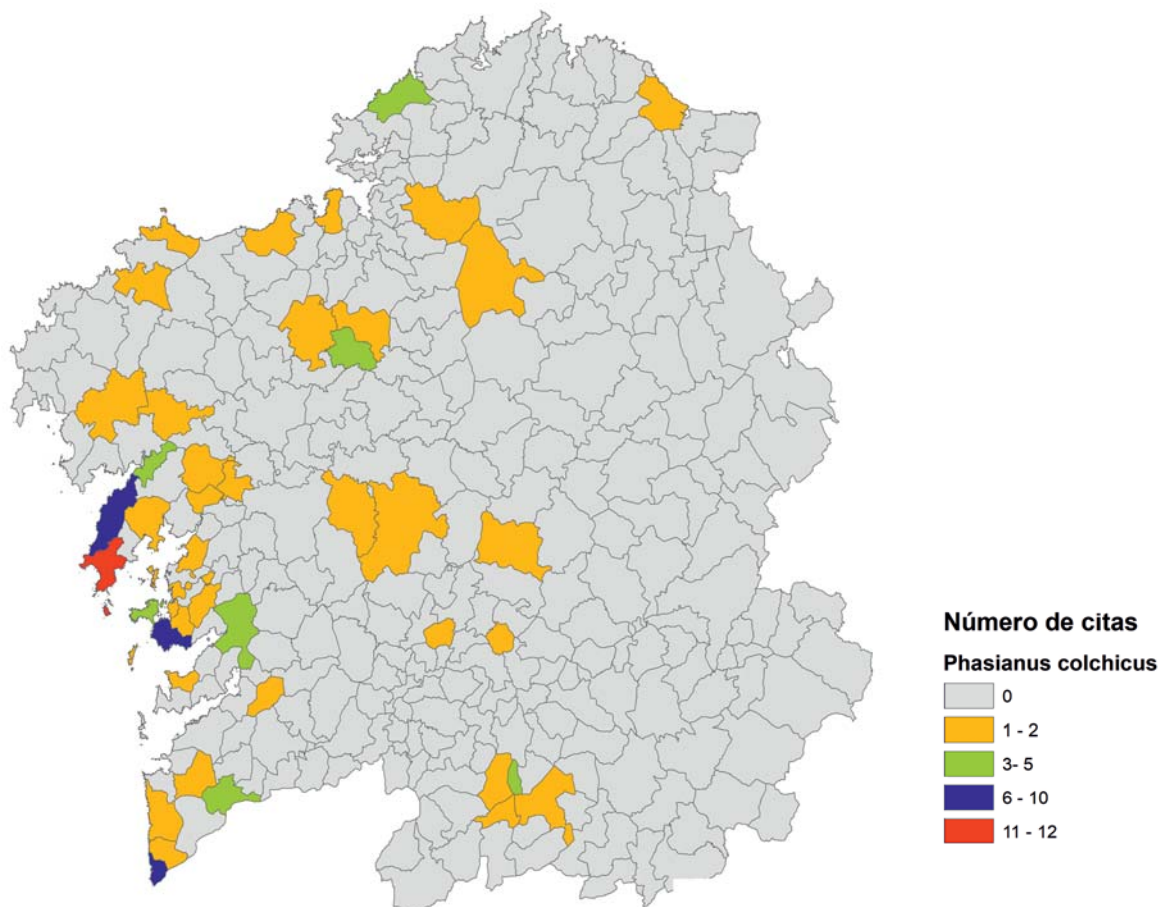 Número de citas
Phasianus colchicus
0
1 - 2
3- 5
6 - 10
11 - 12